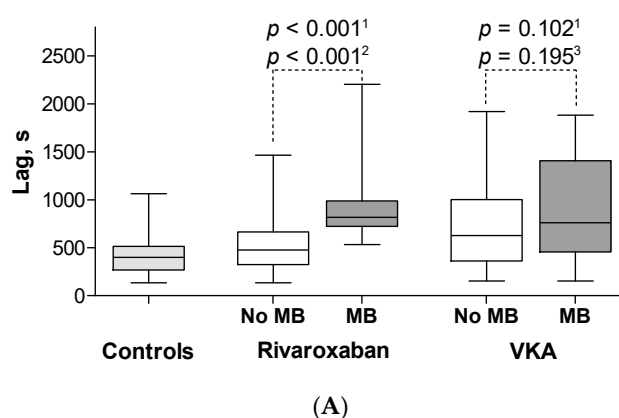 p < 0.001¹ p = 0.102¹
p < 0.001² p = 0.195³
2500
2000
1500
1000
500
0
Lag, s
No MB MB No MB MB
Controls Rivaroxaban VKA
(A)